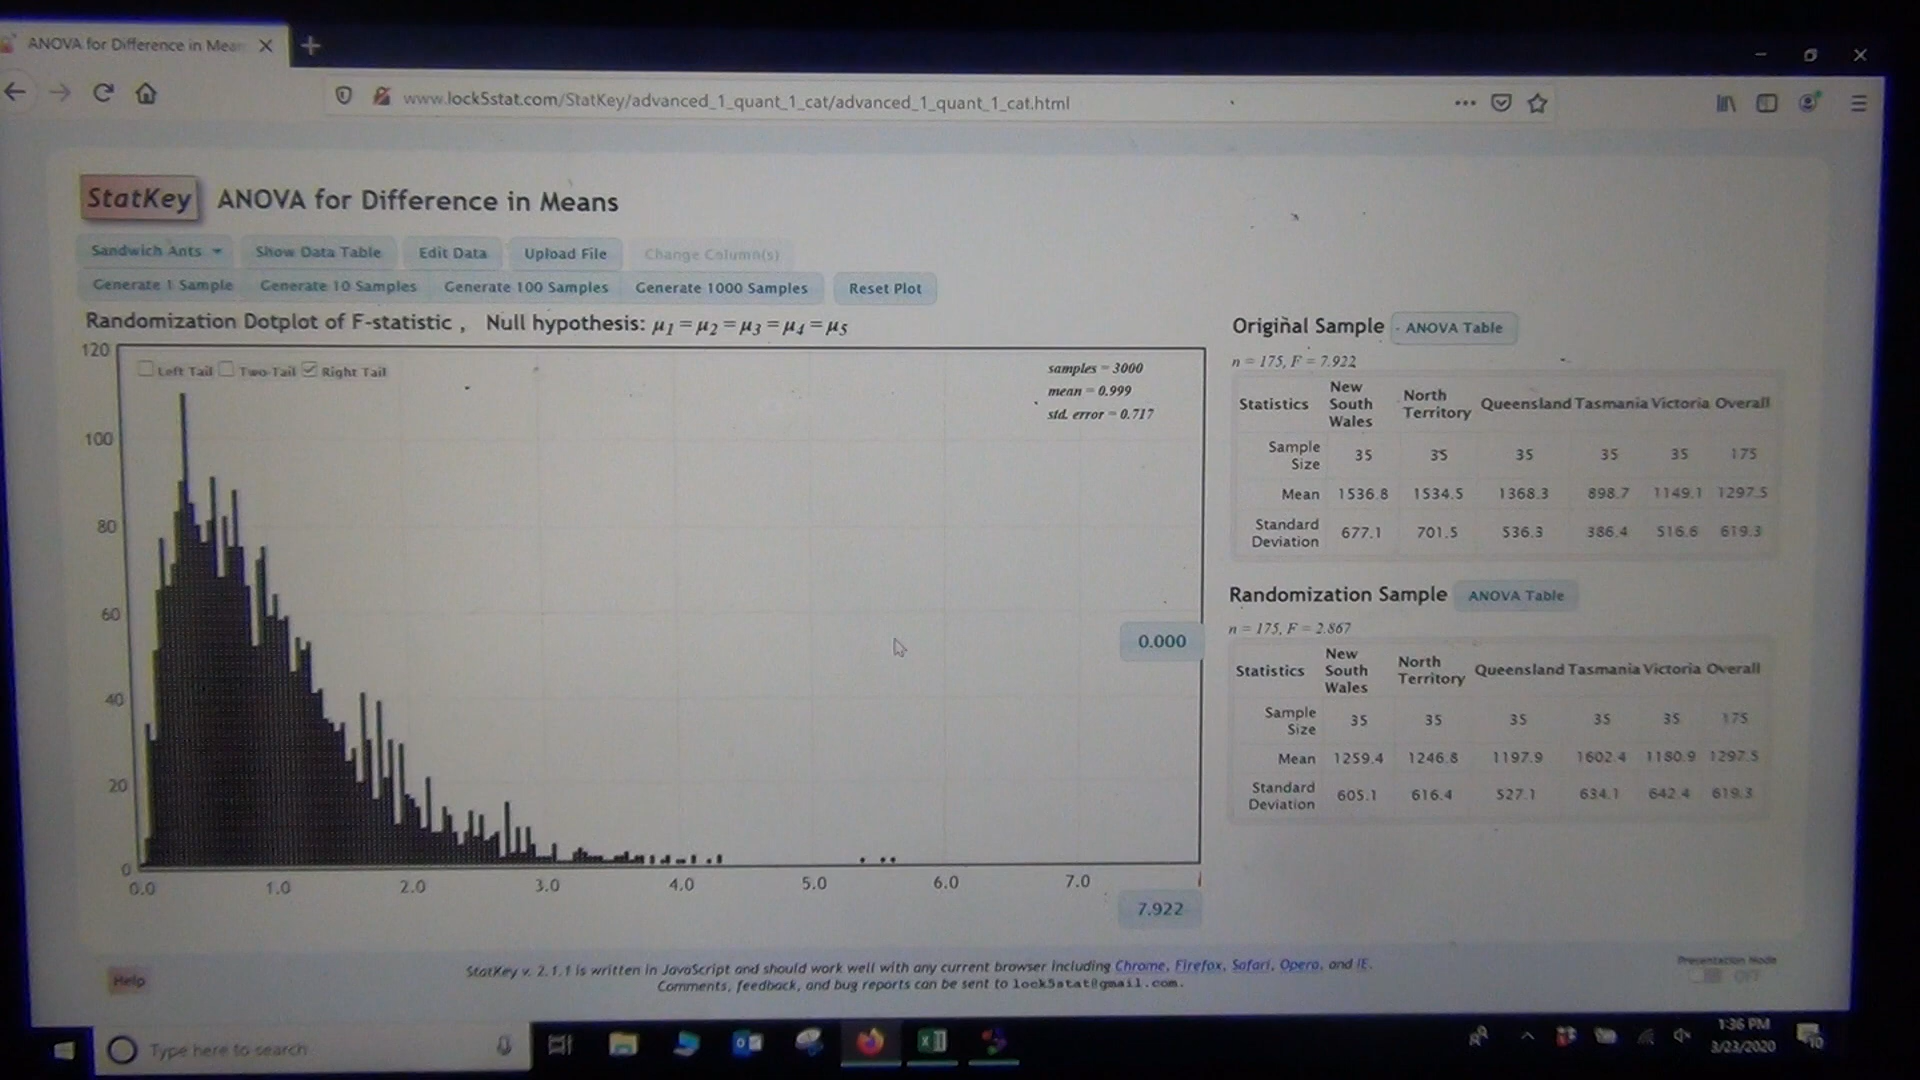 ANOVA for Difference in Mean
www.lock5stat.com/StatKey/advanced_1_quant_1_cat/advanced_1_quant_1_cat.html
StatKey ANOVA for Difference in Means
Sandwich Ants Show Data Table Edit Data Upload File Change Column(s)
Generate 1 Sample Generate 10 Samples Generate 100 Samples Generate 1000 Samples Reset Plot
Randomization Dotplot of F-statistic , Null hypothesis: μ1=μ2=μ3=μ4=μ5
Left Tail Two-Tail Right Tail
samples = 3000
mean = 0.999
std. error = 0.717
120
100
80
60
40
20
0
0.0 1.0 2.0 3.0 4.0 5.0 6.0 7.0
0.000
7.922
Original Sample ANOVA Table
n = 175, F = 7.922
Statistics New South Wales North Territory Queensland Tasmania Victoria Overall
Sample Size 35 35 35 35 35 175
Mean 1536.8 1534.5 1368.3 898.7 1149.1 1297.5
Standard Deviation 677.1 701.5 536.3 386.4 516.6 619.3
Randomization Sample ANOVA Table
n = 175, F = 2.867
Statistics New South Wales North Territory Queensland Tasmania Victoria Overall
Sample Size 35 35 35 35 35 175
Mean 1259.4 1246.8 1197.9 1602.4 1180.9 1297.5
Standard Deviation 605.1 616.4 527.1 634.1 642.4 619.3
Help
StatKey v. 2.1.1 is written in JavaScript and should work well with any current browser including Chrome, Firefox, Safari, Opera, and IE.
Comments, feedback, and bug reports can be sent to lock5stat@gmail.com.
Presentation Mode
OFF
Type here to search
1:36 PM
3/23/2020
10